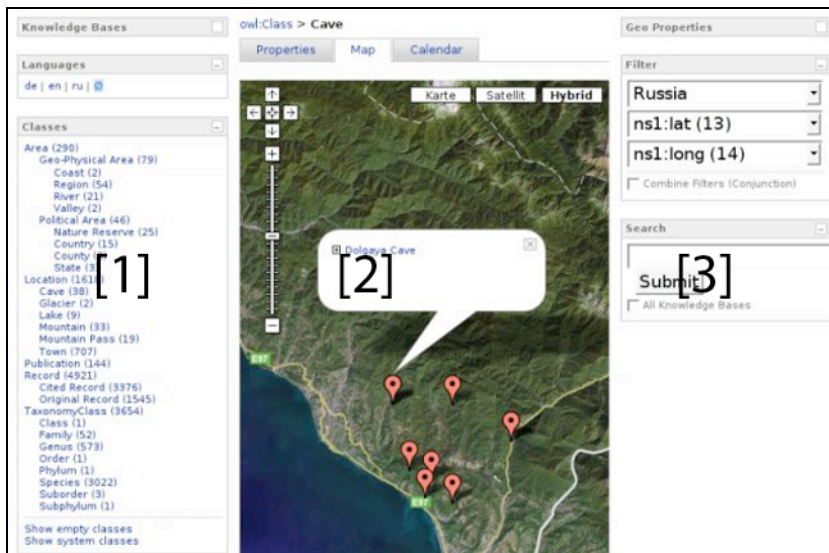 Knowledge Bases
Languages
de | en | ru | Ø
Classes
Area (290)
Geo-Physical Area (79)
Coast (2)
Region (54)
River (21)
Valley (2)
Political Area (46)
Nature Reserve (25)
Country (15)
County
State
Location
Cave (38)
Glacier (2)
Lake (9)
Mountain (33)
Mountain Pass (19)
Town (707)
Publication (144)
Record (4921)
Cited Record (3376)
Original Record (1545)
TaxonomyClass (3654)
Class (1)
Family (52)
Genus (573)
Order (1)
Phylum (1)
Species (3022)
Suborder (3)
Subphylum (1)
Show empty classes
Show system classes
[1]
owl:Class > Cave
Properties Map Calendar
Karte Satellit Hybrid
Dolgaya Cave
[2]
E97
E97
Geo Properties
Filter
Russia
ns1:lat (13)
ns1:long (14)
Combine Filters (Conjunction)
Search
Submit
[3]
All Knowledge Bases